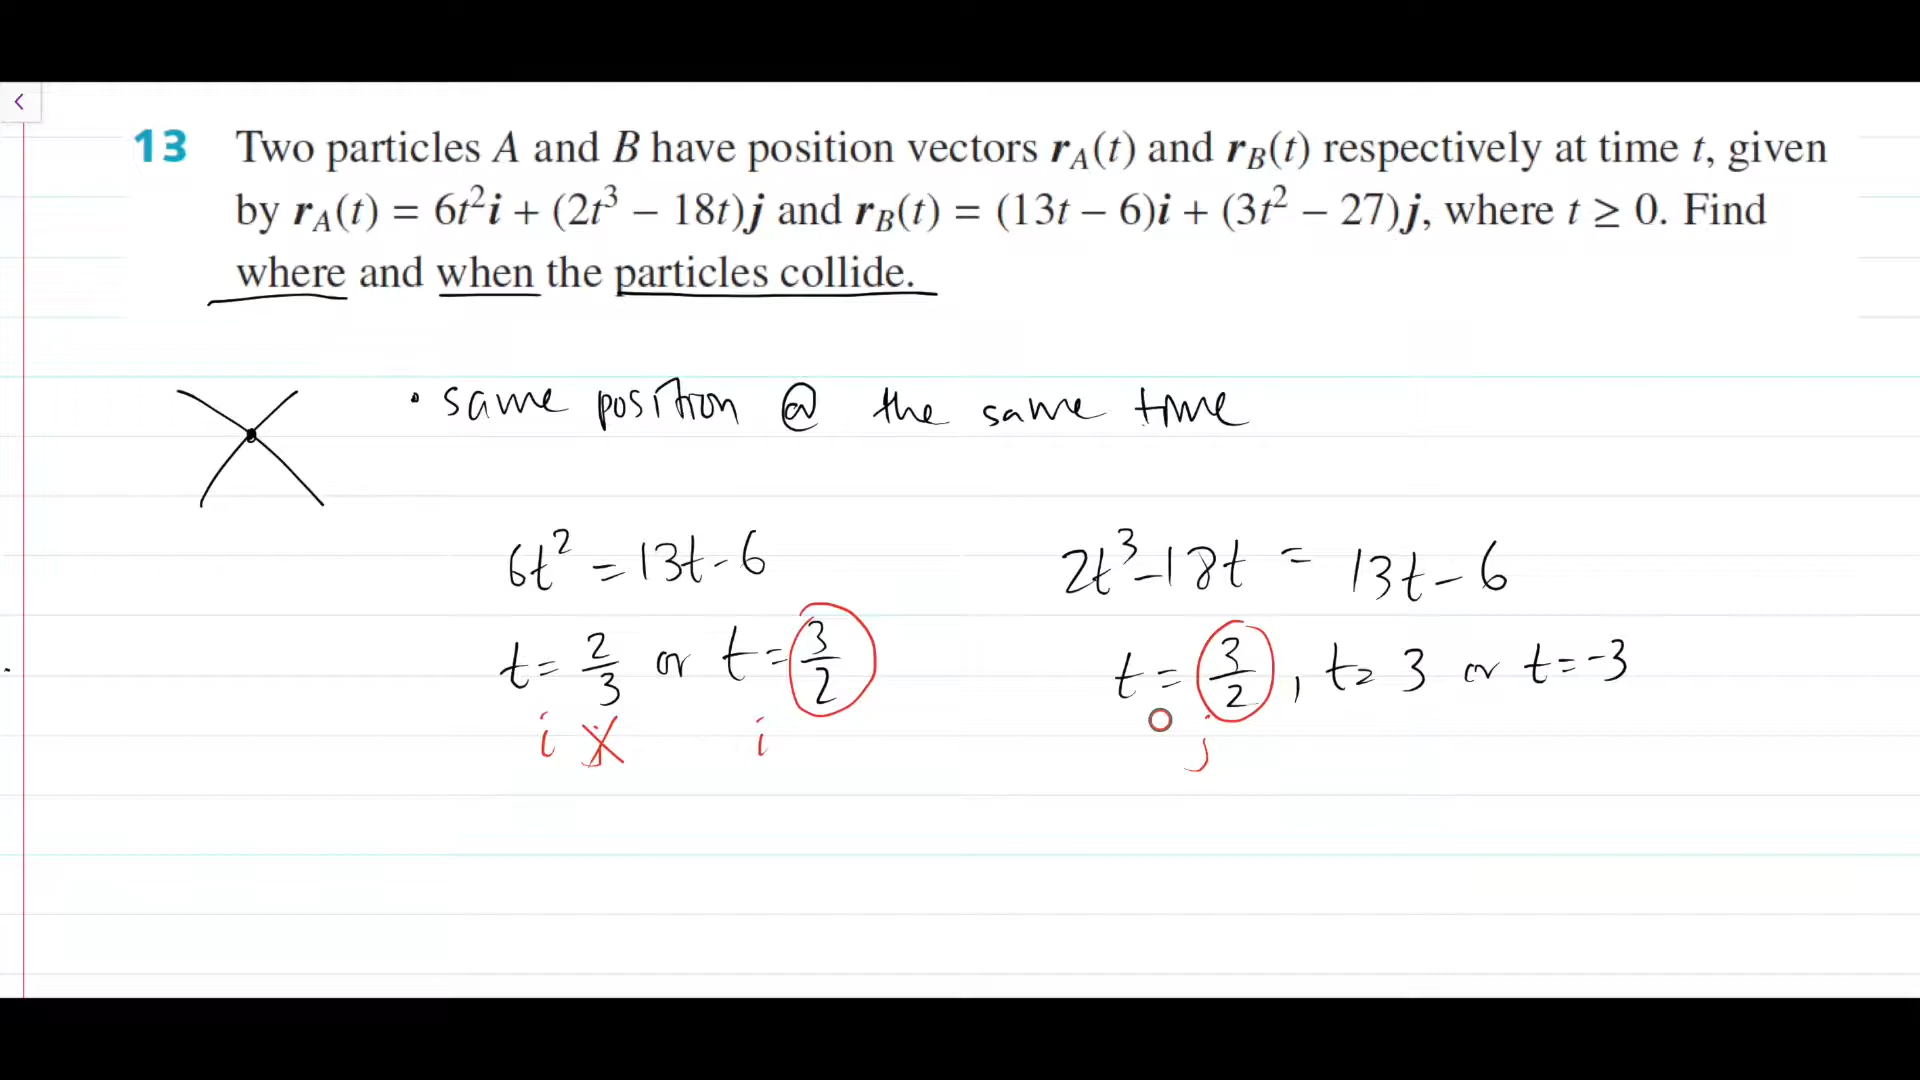 13 Two particles A and B have position vectors r_A(t) and r_B(t) respectively at time t, given
by r_A(t) = 6t²i + (2t³ − 18t)j and r_B(t) = (13t − 6)i + (3t² − 27)j, where t ≥ 0. Find
where and when the particles collide.
• same position @ the same time
6t² = 13t - 6
2t³ - 18t = 13t - 6
t = 2/3 or t = 3/2
t = 3/2, t = 3 or t = -3
i j i
j